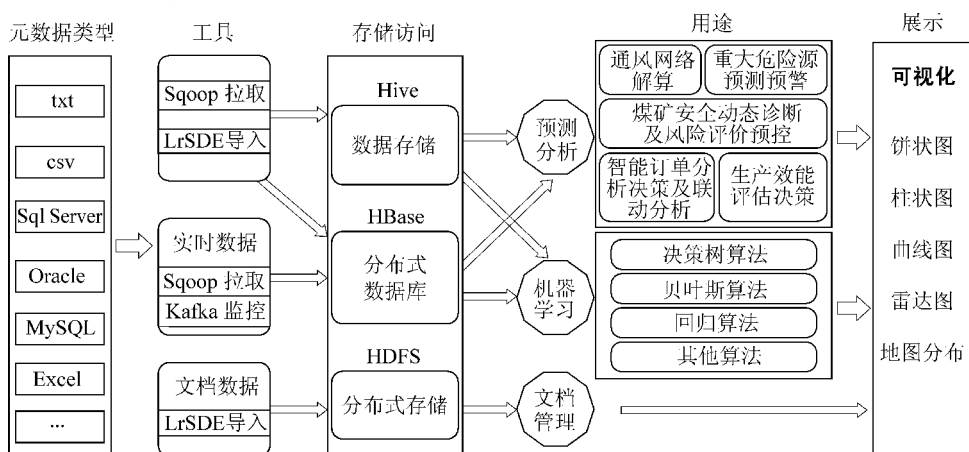 元数据类型
txt
csv
Sql Server
Oracle
MySQL
Excel
...
工具
Sqoop 拉取
LrSDE导入
实时数据
Sqoop 拉取
Kafka 监控
文档数据
LrSDE导入
存储访问
Hive
数据存储
HBase
分布式
数据库
HDFS
分布式存储
预测
分析
机器
学习
文档
管理
用途
通风网络
解算
重大危险源
预测预警
煤矿安全动态诊断
及风险评价预控
智能订单分
析决策及联
动分析
生产效能
评估决策
决策树算法
贝叶斯算法
回归算法
其他算法
展示
可视化
饼状图
柱状图
曲线图
雷达图
地图分布